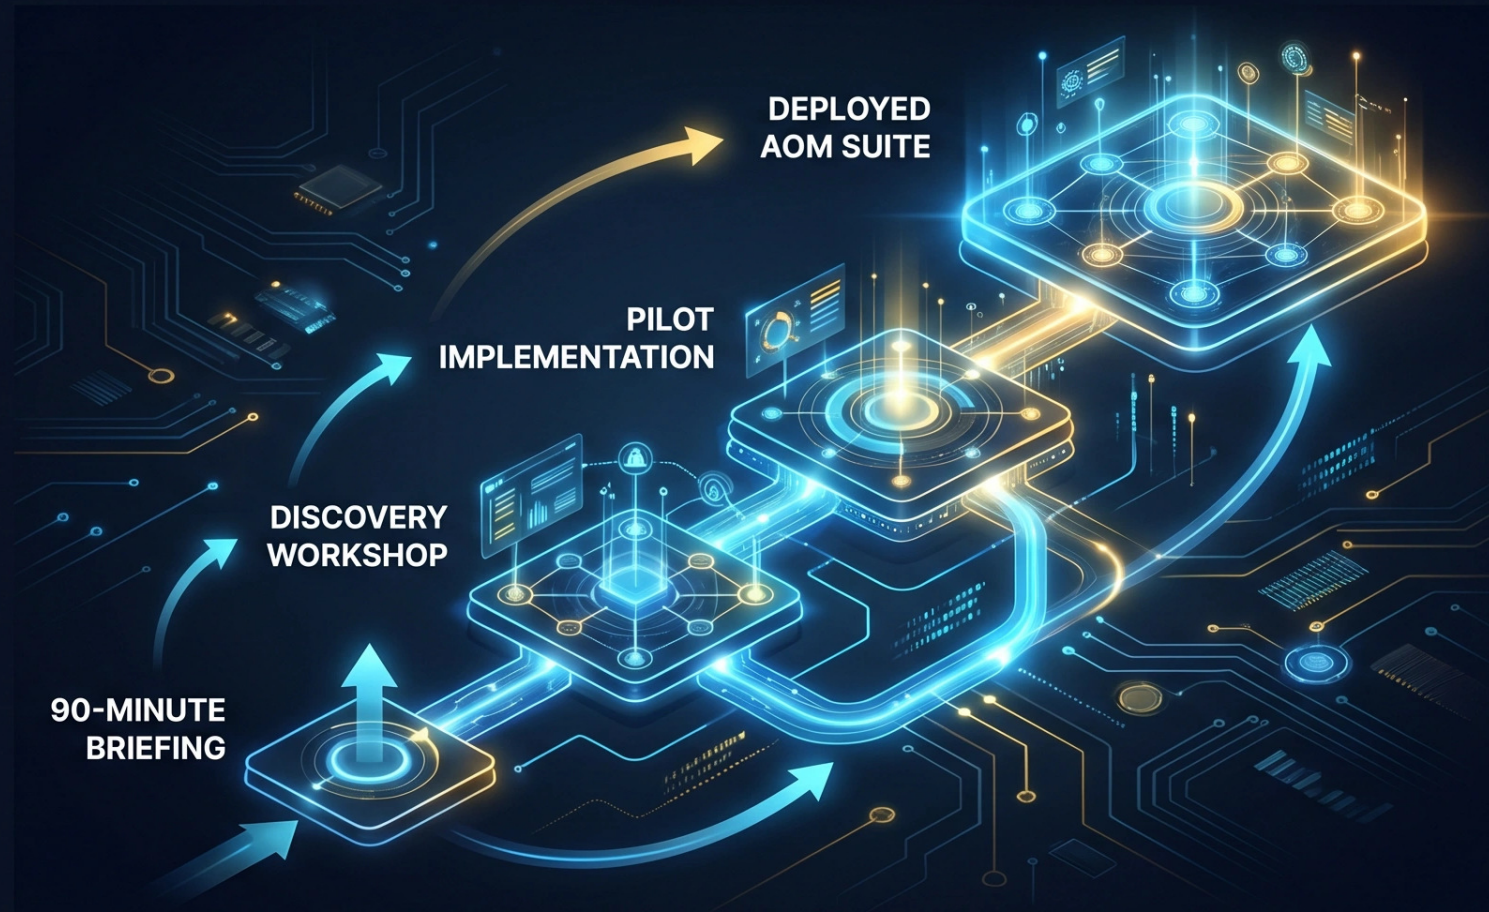 DEPLOYED
AOM SUITE
PILOT
IMPLEMENTATION
DISCOVERY
WORKSHOP
90-MINUTE
BRIEFING